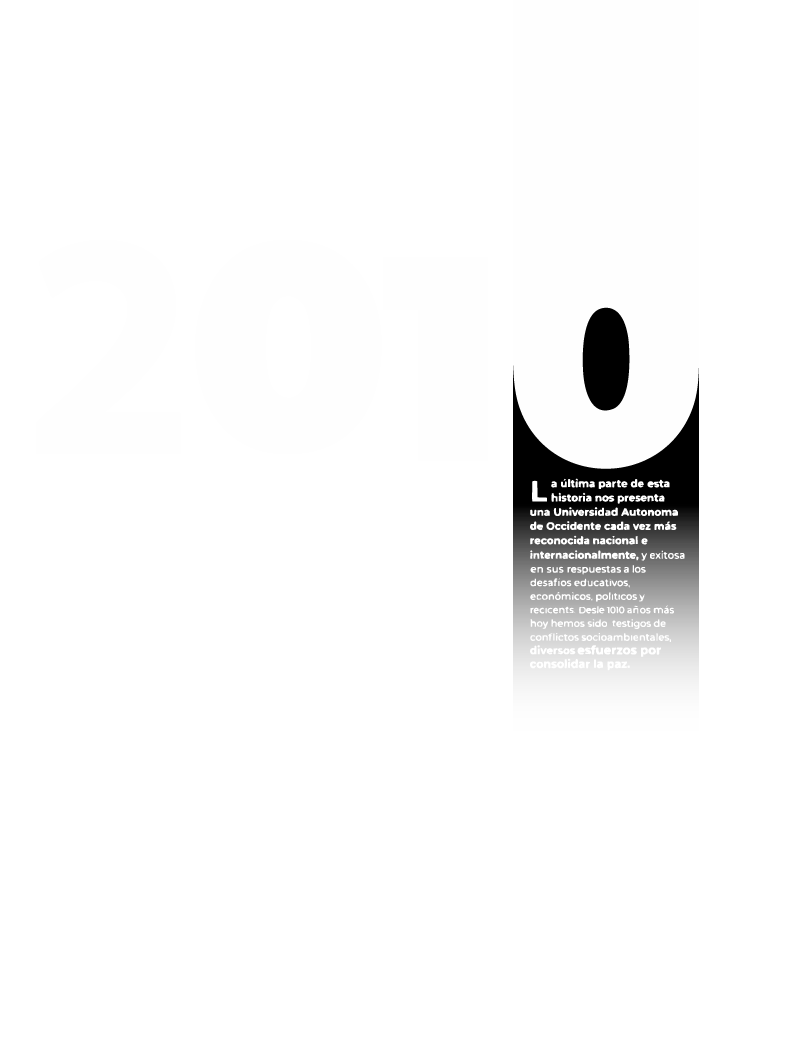 2010
La última parte de esta
historia nos presenta
una Universidad Autonoma
de Occidente cada vez más
reconocida nacional e
internacionalmente, y exitosa
en sus respuestas a los
desafíos educativos,
económicos, políticos y
recicents. Desle 1010 años más
hoy hemos sido testigos de
conflictos socioambientales,
diversos esfuerzos por
consolidar la paz.